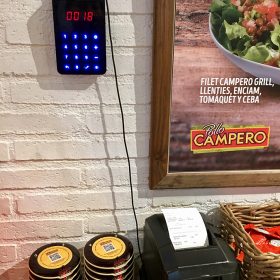 0018
FILET CAMPERO GRILL,
LLENTIES, ENCIAM,
TOMÀQUET Y CEBA
Pollo
CAMPERO